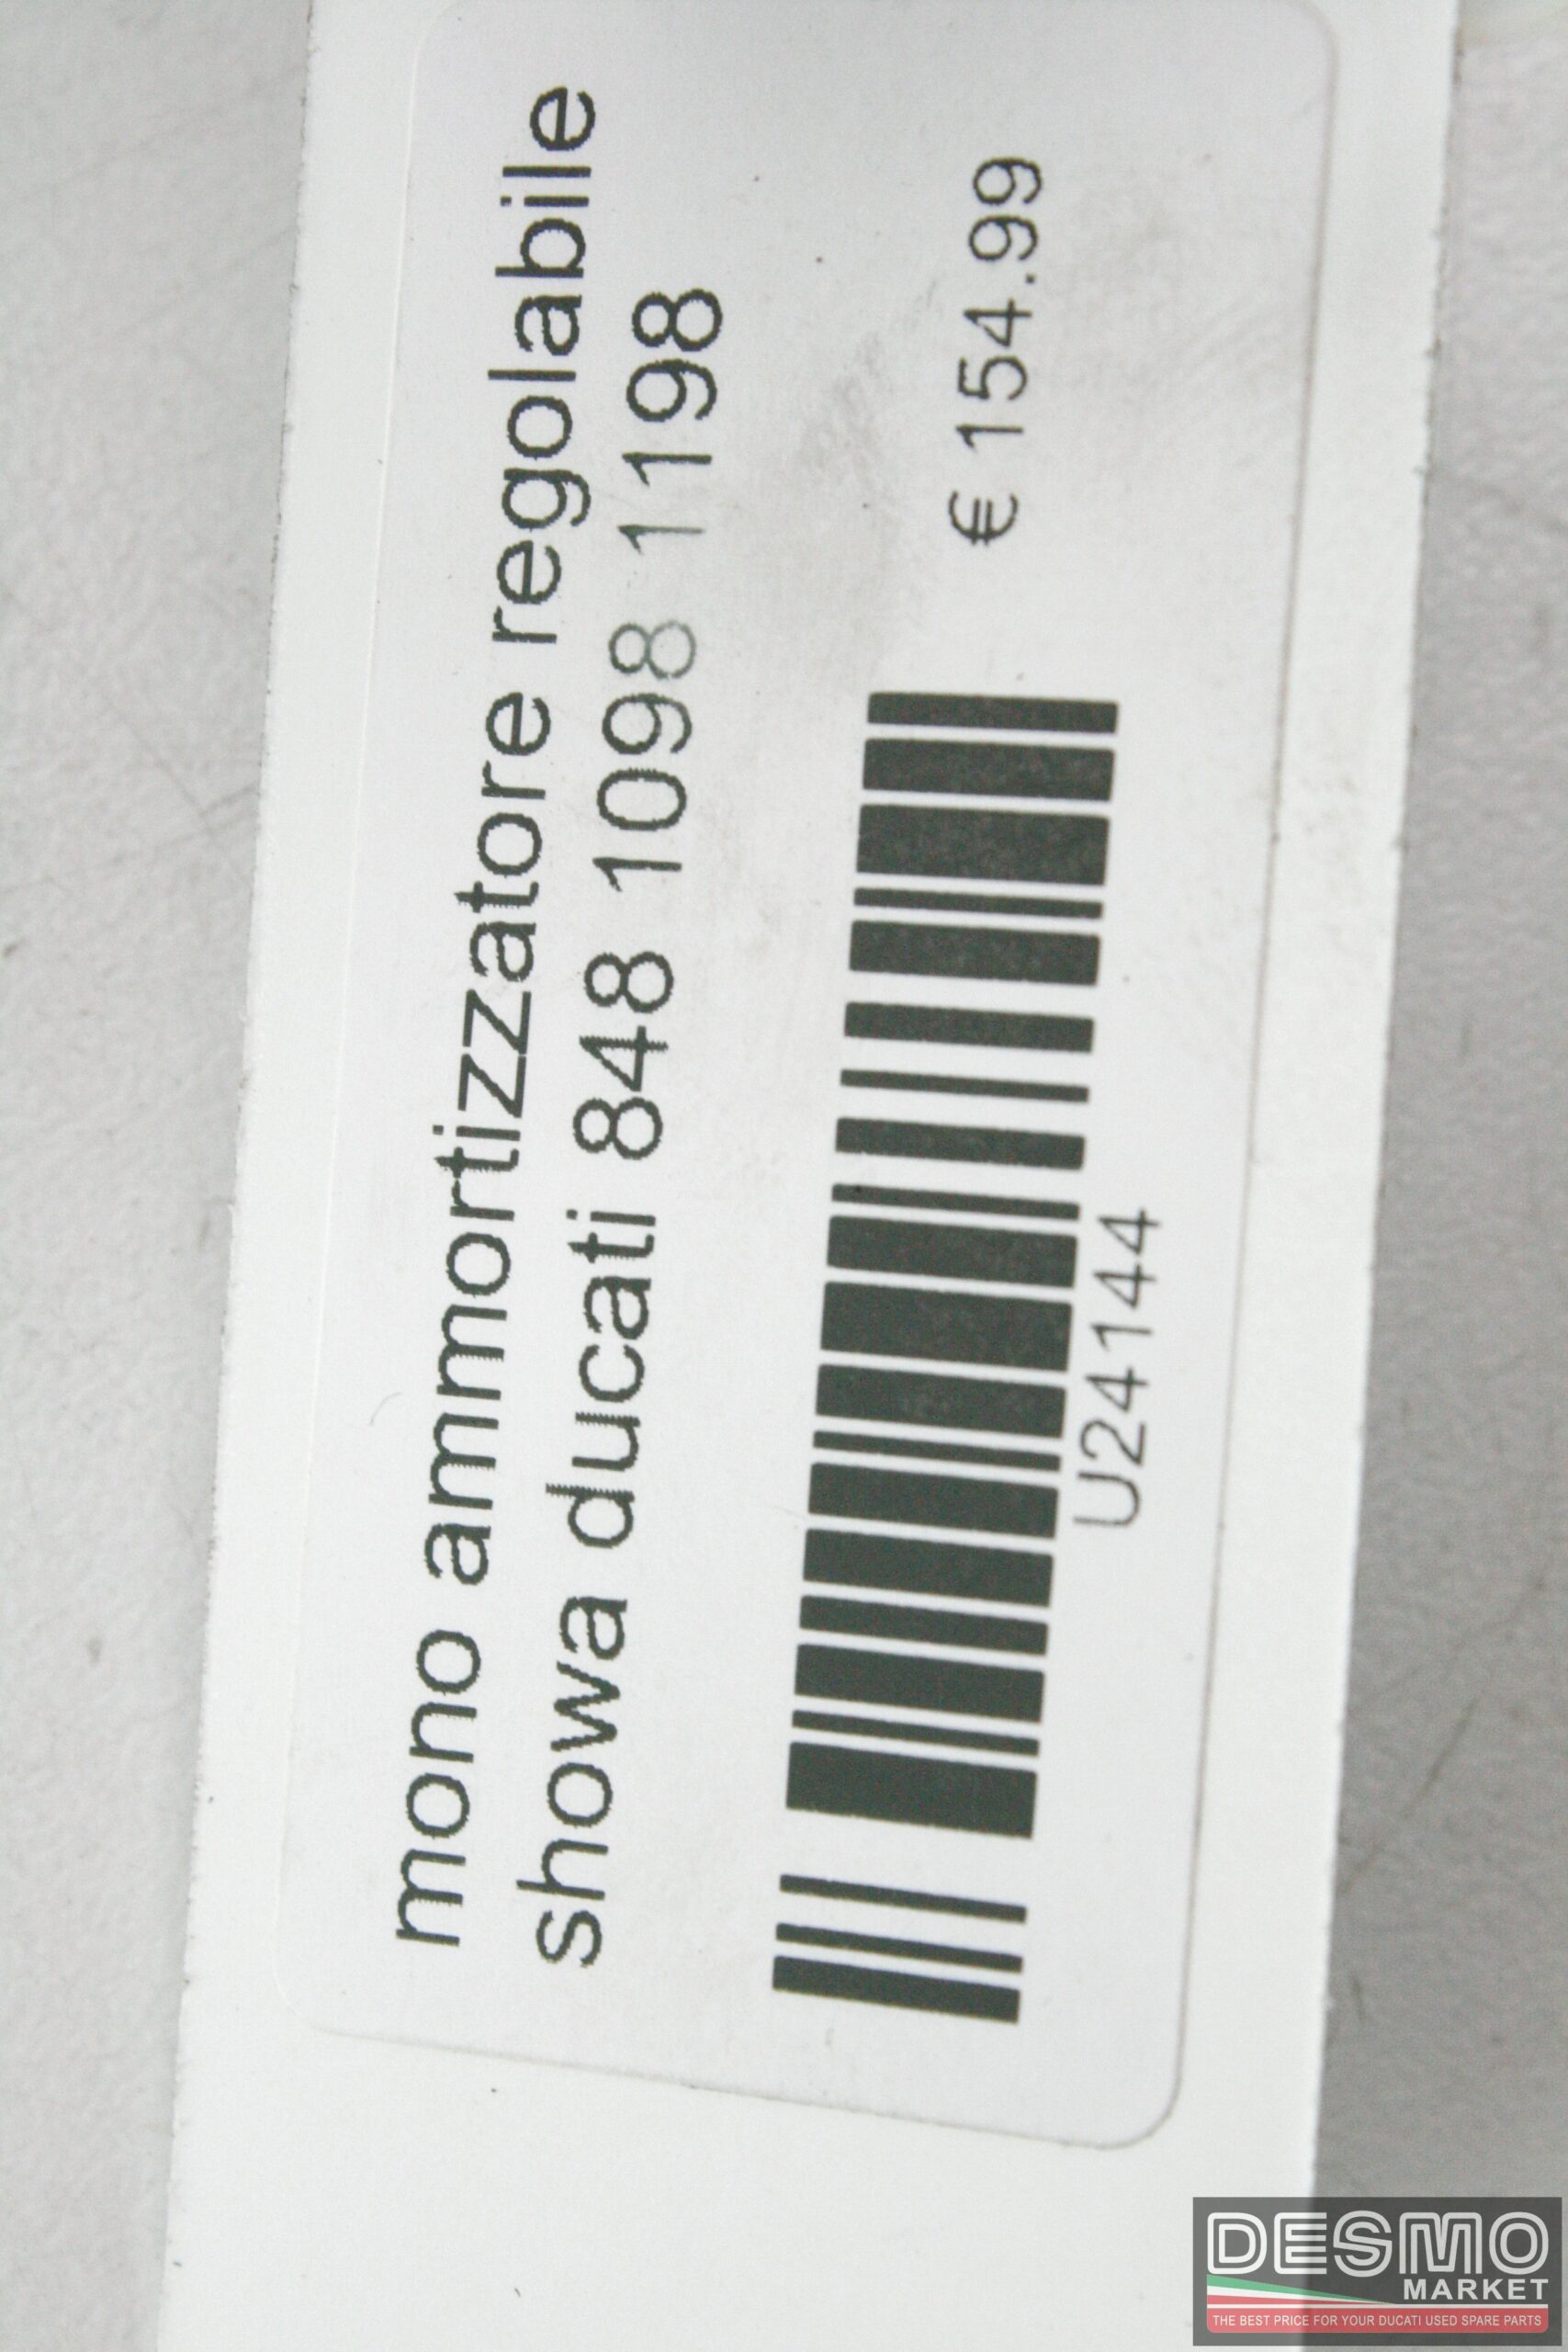 mono ammortizzatore regolabile
showa ducati 848 1098 1198
€ 154.99
U24144
DESMO
MARKET
THE BEST PRICE FOR YOUR DUCATI USED SPARE PARTS